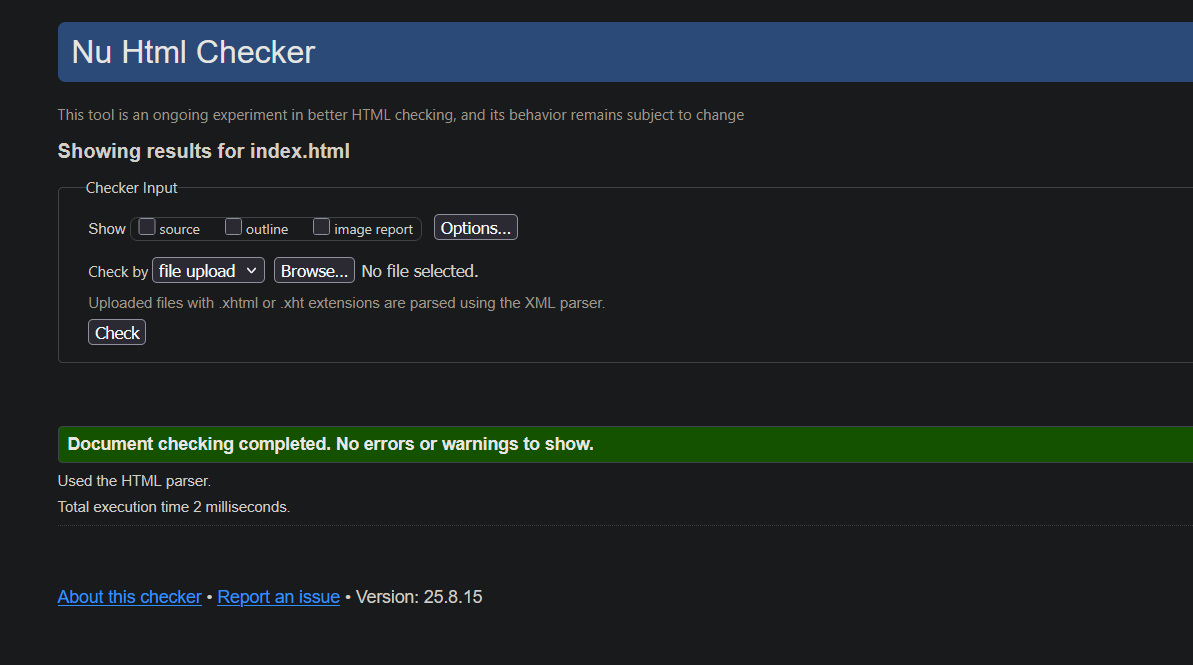 Nu Html Checker
This tool is an ongoing experiment in better HTML checking, and its behavior remains subject to change
Showing results for index.html
Checker Input
Show source outline image report Options...
Check by file upload Browse... No file selected.
Uploaded files with .xhtml or .xht extensions are parsed using the XML parser.
Check
Document checking completed. No errors or warnings to show.
Used the HTML parser.
Total execution time 2 milliseconds.
About this checker • Report an issue • Version: 25.8.15